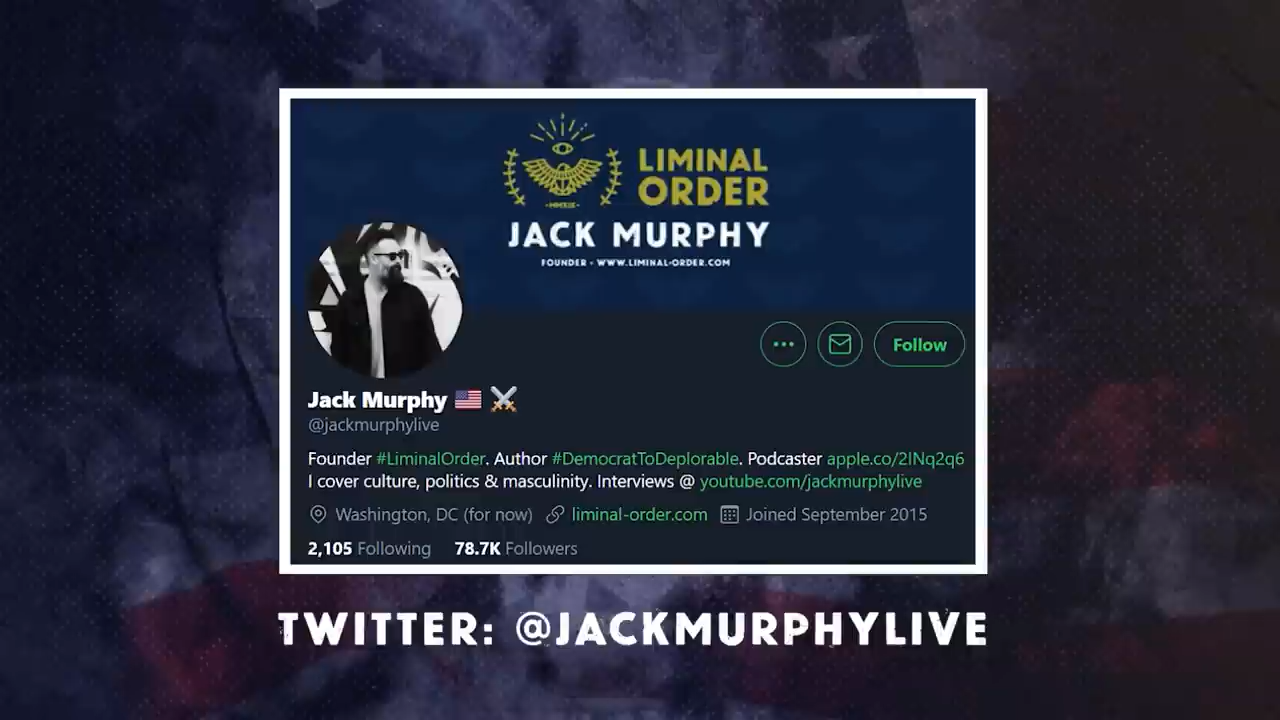 LIMINAL
ORDER
-MMXIX-
JACK MURPHY
FOUNDER - WWW.LIMINAL-ORDER.COM
Follow
Jack Murphy 🇺🇸 ⚔️
@jackmurphylive
Founder #LiminalOrder. Author #DemocratToDeplorable. Podcaster apple.co/2INq2q6
I cover culture, politics & masculinity. Interviews @ youtube.com/jackmurphylive
Washington, DC (for now) liminal-order.com Joined September 2015
2,105 Following 78.7K Followers
TWITTER: @JACKMURPHYLIVE